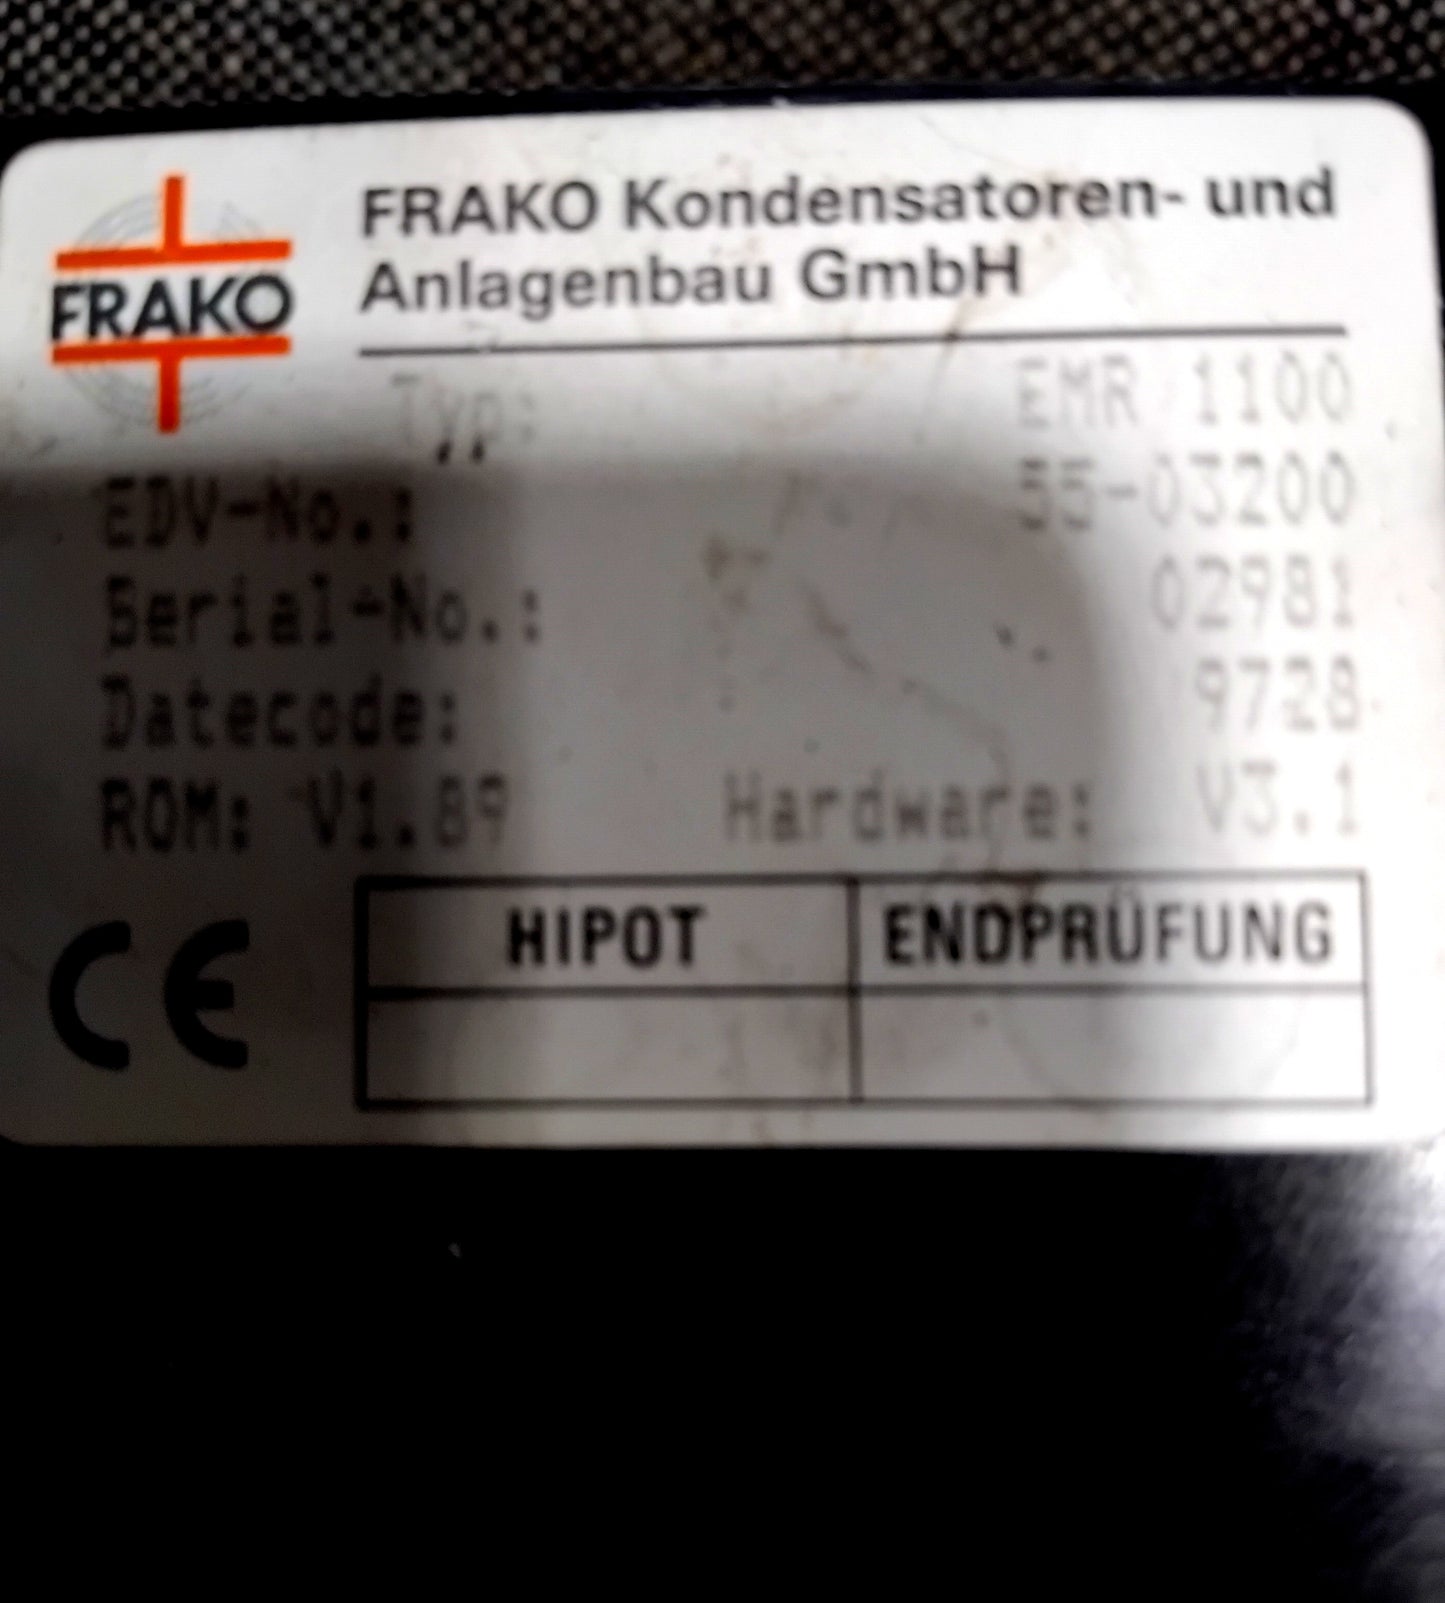 FRAKO
FRAKO Kondensatoren- und
Anlagenbau GmbH
Typ: EMR 1100
EDV-No.: 55-03200
Serial-No.: 02981
Datecode: 9728
ROM: V1.89 Hardware: V3.1
CE
HIPOT ENDPRÜFUNG